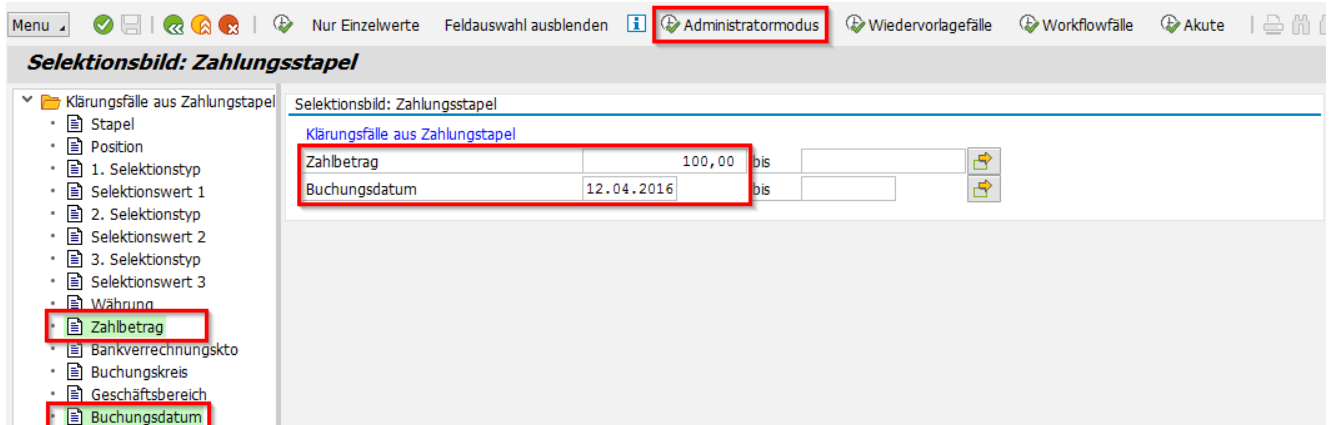 Menu Nur Einzelwerte Feldauswahl ausblenden Administratormodus Wiedervorlagefälle Workflowfälle Akute
Selektionsbild: Zahlungsstapel
Klärungsfälle aus Zahlungstapel
Stapel
Position
1. Selektionstyp
Selektionswert 1
2. Selektionstyp
Selektionswert 2
3. Selektionstyp
Selektionswert 3
Währung
Zahlbetrag
Bankverrechnungskto
Buchungskreis
Geschäftsbereich
Buchungsdatum
Selektionsbild: Zahlungsstapel
Klärungsfälle aus Zahlungstapel
Zahlbetrag 100,00 bis
Buchungsdatum 12.04.2016 bis